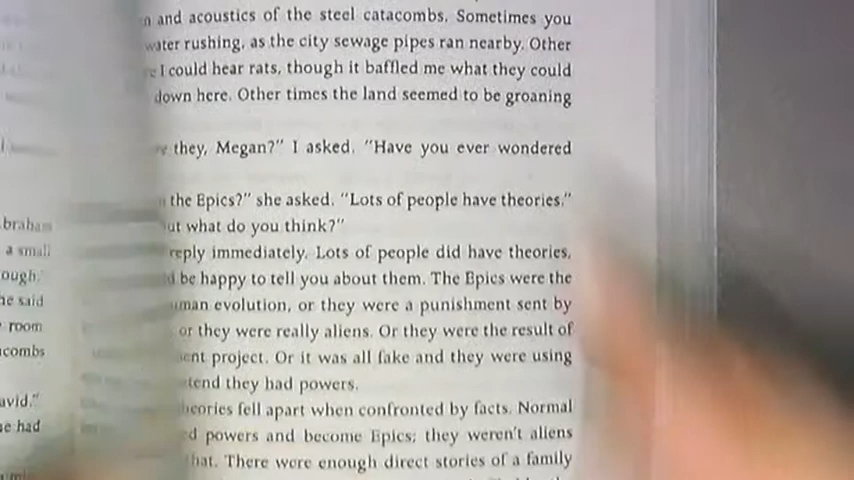 braham
a small
ough.
he said
room
combs
avid."
he had
and acoustics of the steel catacombs. Sometimes you
water rushing, as the city sewage pipes ran nearby. Other
I could hear rats, though it baffled me what they could
down here. Other times the land seemed to be groaning
they, Megan?" I asked. "Have you ever wondered
the Epics?" she asked. "Lots of people have theories."
ut what do you think?"
reply immediately. Lots of people did have theories,
be happy to tell you about them. The Epics were the
uman evolution, or they were a punishment sent by
or they were really aliens. Or they were the result of
ent project. Or it was all fake and they were using
tend they had powers.
heories fell apart when confronted by facts. Normal
ed powers and become Epics; they weren't aliens
hat. There were enough direct stories of a family